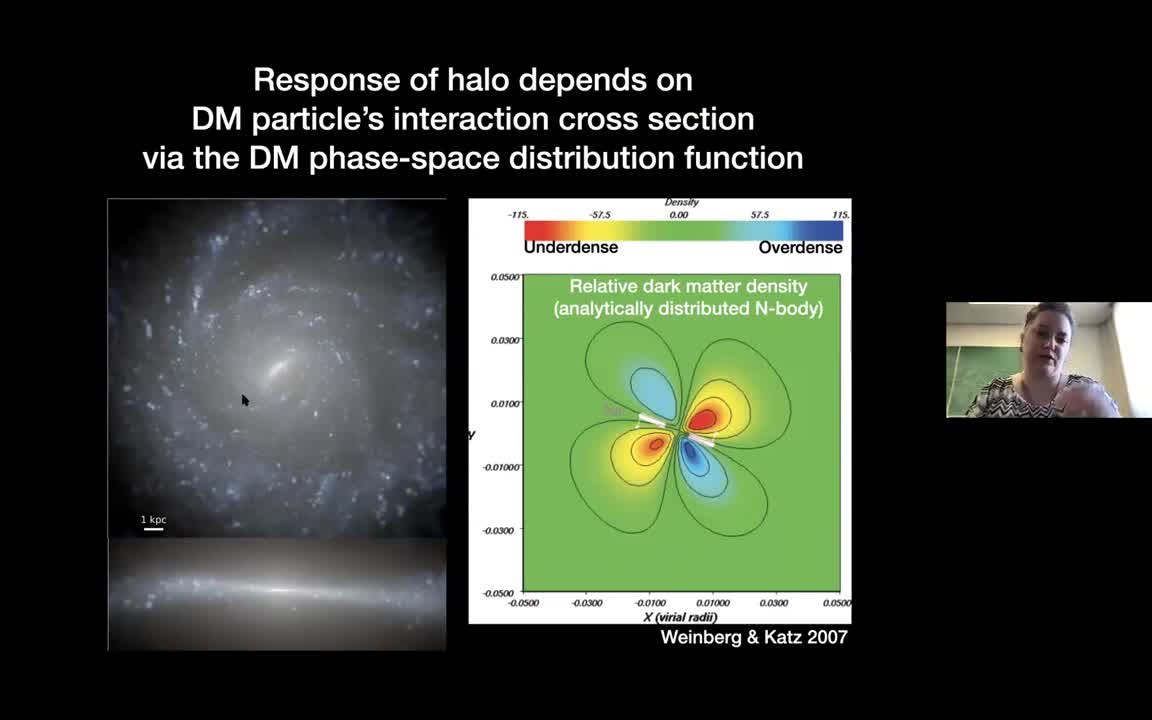 Response of halo depends on
DM particle's interaction cross section
via the DM phase-space distribution function
1 kpc
Density
-115. -57.5 0.00 57.5 115.
Underdense Overdense
Relative dark matter density
(analytically distributed N-body)
0.0500
0.0300
0.0100
Y
-0.01000
-0.0300
-0.0500
-0.0500 -0.0300 -0.0100 0.01000 0.0300 0.0500
X (virial radii)
Weinberg & Katz 2007